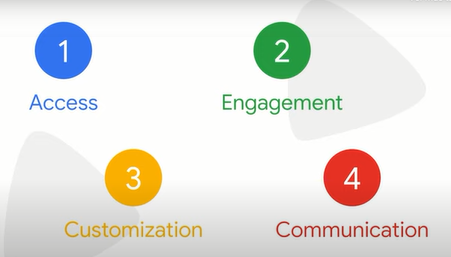 1
2
Access
Engagement
3
4
Customization
Communication